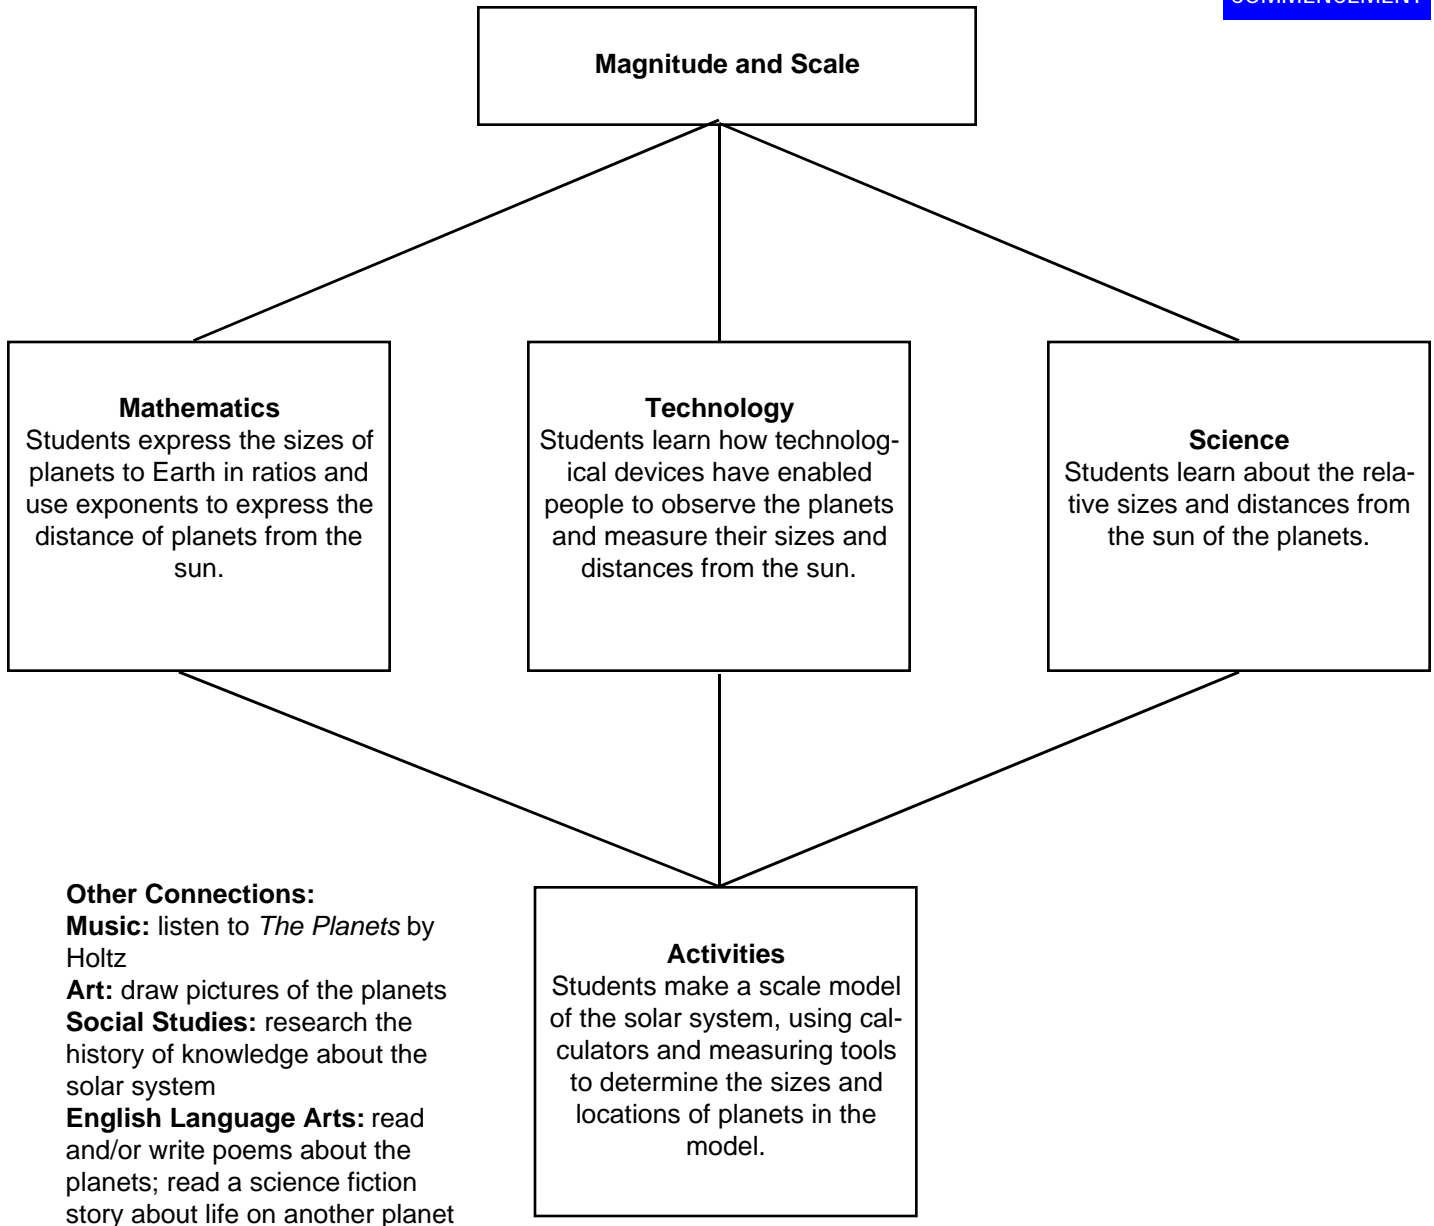 COMMENCEMENT
Magnitude and Scale
Mathematics
Students express the sizes of
planets to Earth in ratios and
use exponents to express the
distance of planets from the
sun.
Technology
Students learn how technolog-
ical devices have enabled
people to observe the planets
and measure their sizes and
distances from the sun.
Science
Students learn about the rela-
tive sizes and distances from
the sun of the planets.
Other Connections:
Music: listen to The Planets by
Holtz
Art: draw pictures of the planets
Social Studies: research the
history of knowledge about the
solar system
English Language Arts: read
and/or write poems about the
planets; read a science fiction
story about life on another planet
Activities
Students make a scale model
of the solar system, using cal-
culators and measuring tools
to determine the sizes and
locations of planets in the
model.